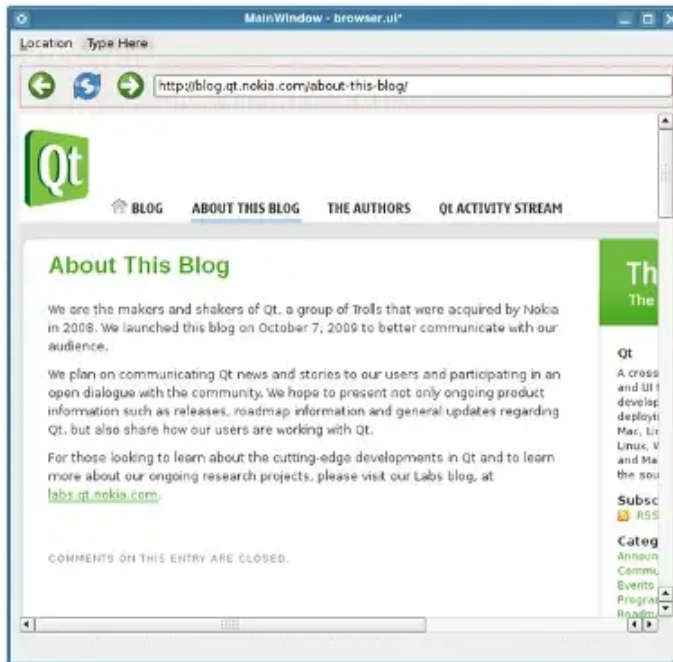 MainWindow - browser.ui*
Location Type Here
http://blog.qt.nokia.com/about-this-blog/
Qt
BLOG ABOUT THIS BLOG THE AUTHORS Qt ACTIVITY STREAM
About This Blog
We are the makers and shakers of Qt, a group of Trolls that were acquired by Nokia
in 2008. We launched this blog on October 7, 2009 to better communicate with our
audience.
We plan on communicating Qt news and stories to our users and participating in an
open dialogue with the community. We hope to present not only ongoing product
information such as releases, roadmap information and general updates regarding
Qt, but also share how our users are working with Qt.
For those looking to learn about the cutting-edge developments in Qt and to learn
more about our ongoing research projects, please visit our Labs blog, at
labs.qt.nokia.com.
COMMENTS ON THIS ENTRY ARE CLOSED.
Th
The
Qt
A cross
and UI
develop
deployi
Mac, Lin
Linux, W
and Ma
the sou
Subsc
RSS
Categ
Announ
Commu
Events
Program
Roadm